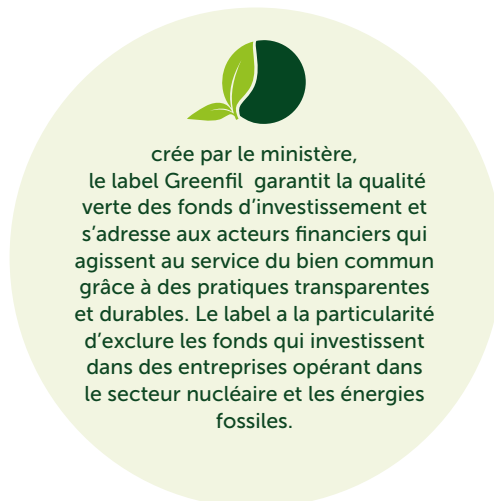 crée par le ministère,
le label Greenfil garantit la qualité
verte des fonds d’investissement et
s’adresse aux acteurs financiers qui
agissent au service du bien commun
grâce à des pratiques transparentes
et durables. Le label a la particularité
d’exclure les fonds qui investissent
dans des entreprises opérant dans
le secteur nucléaire et les énergies
fossiles.